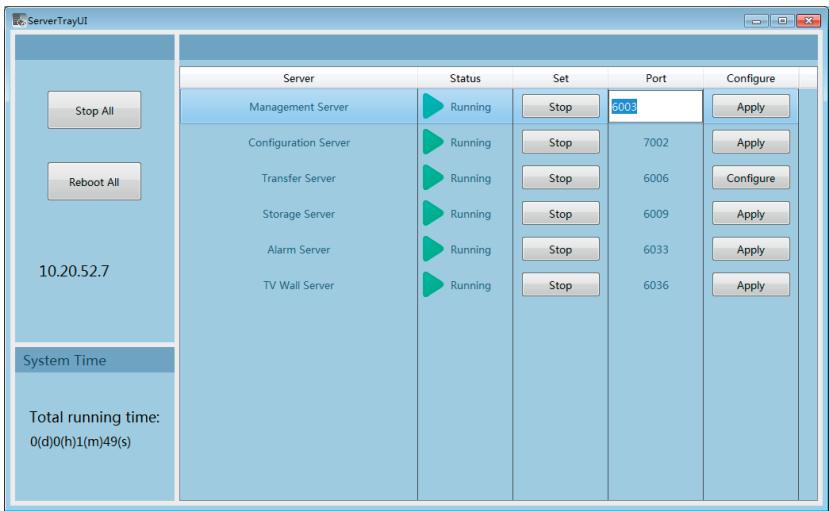 ServerTrayUI
Stop All
Reboot All
10.20.52.7
System Time
Total running time:
0(d)0(h)1(m)49(s)
Server Status Set Port Configure
Management Server Running Stop 6003 Apply
Configuration Server Running Stop 7002 Apply
Transfer Server Running Stop 6006 Configure
Storage Server Running Stop 6009 Apply
Alarm Server Running Stop 6033 Apply
TV Wall Server Running Stop 6036 Apply